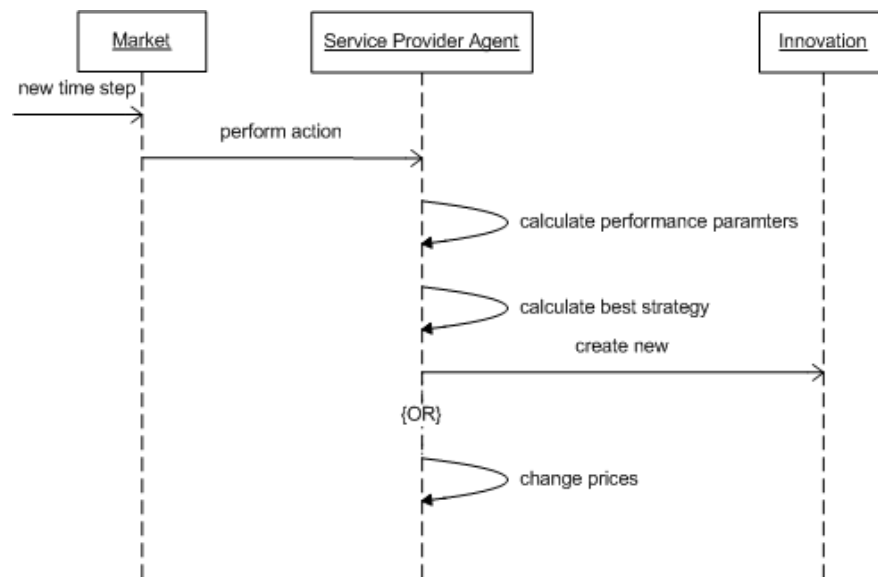 Market
Service Provider Agent
Innovation
new time step
perform action
calculate performance paramters
calculate best strategy
create new
{OR}
change prices